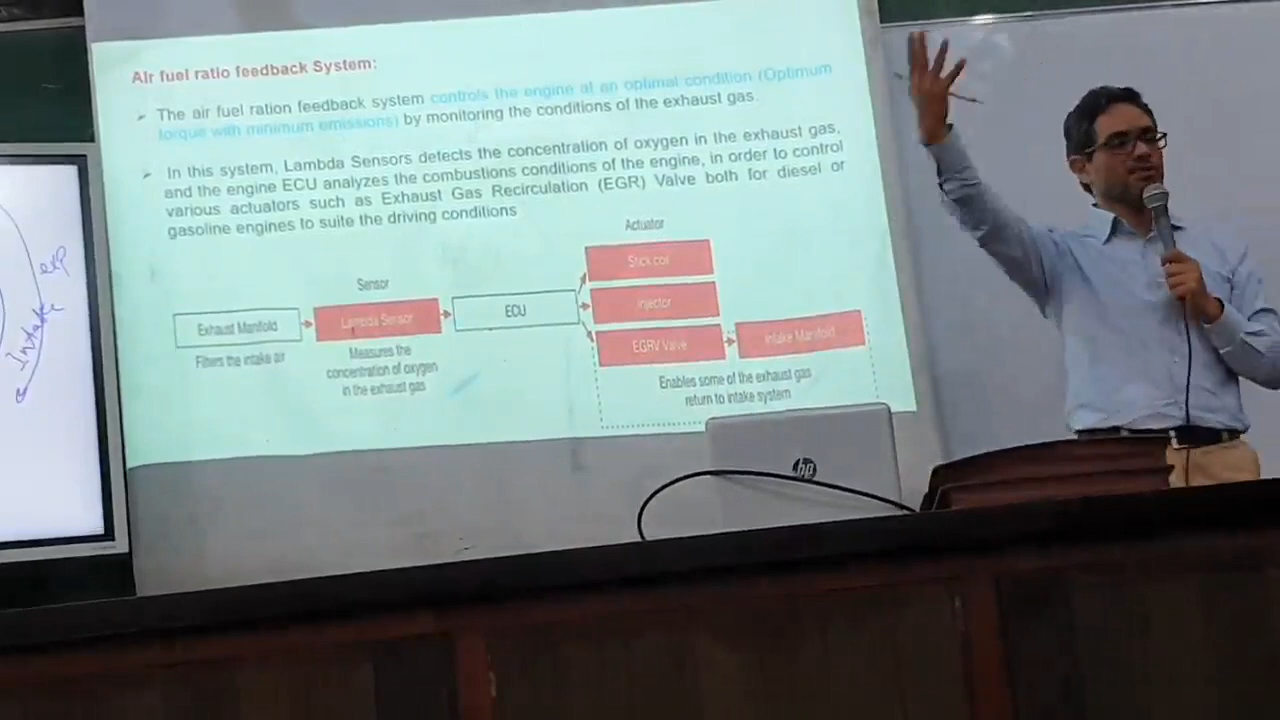 Air fuel ratio feedback System:
➢ The air fuel ration feedback system controls the engine at an optimal condition (Optimum
torque with minimum emissions) by monitoring the conditions of the exhaust gas.
➢ In this system, Lambda Sensors detects the concentration of oxygen in the exhaust gas,
and the engine ECU analyzes the combustions conditions of the engine, in order to control
various actuators such as Exhaust Gas Recirculation (EGR) Valve both for diesel or
gasoline engines to suite the driving conditions
Actuator
Sensor
Stick coil
Exhaust Manifold
Lambda Sensor
ECU
Injector
EGRV Valve
Intake Manifold
Filters the intake air
Measures the
concentration of oxygen
in the exhaust gas
Enables some of the exhaust gas
return to intake system
exp
Intake
hp